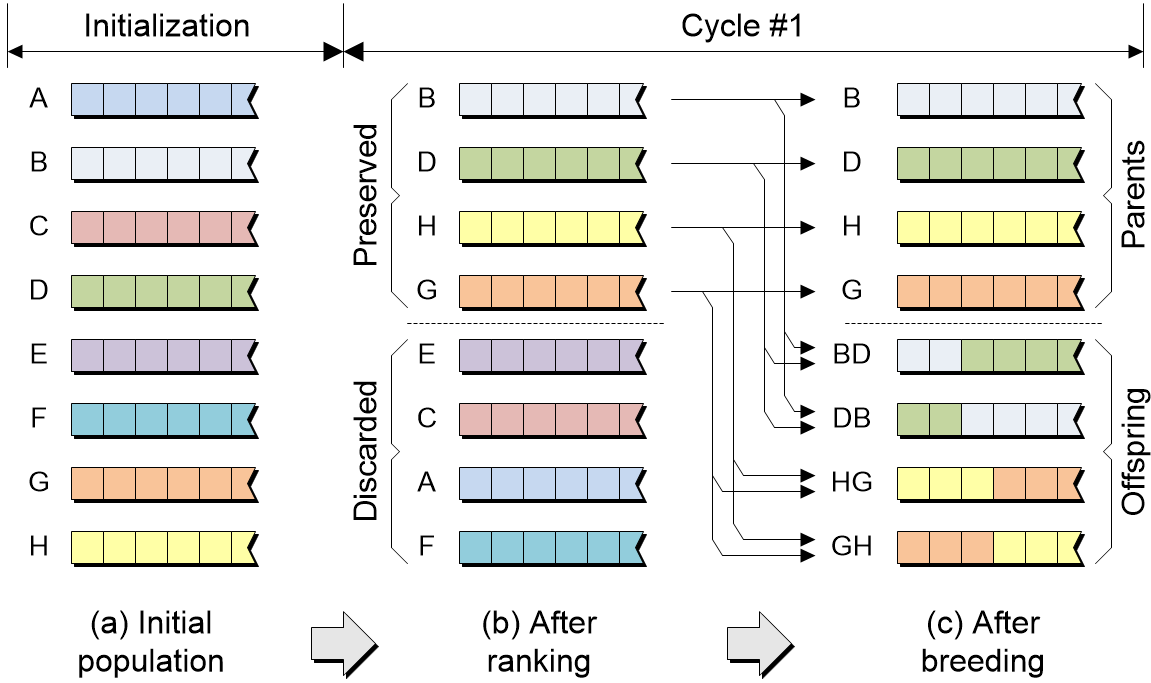 Initialization
Cycle #1
A
B
C
D
E
F
G
H
Preserved
Discarded
B
D
H
G
E
C
A
F
B
D
H
G
BD
DB
HG
GH
Parents
Offspring
(a) Initial
population
(b) After
ranking
(c) After
breeding